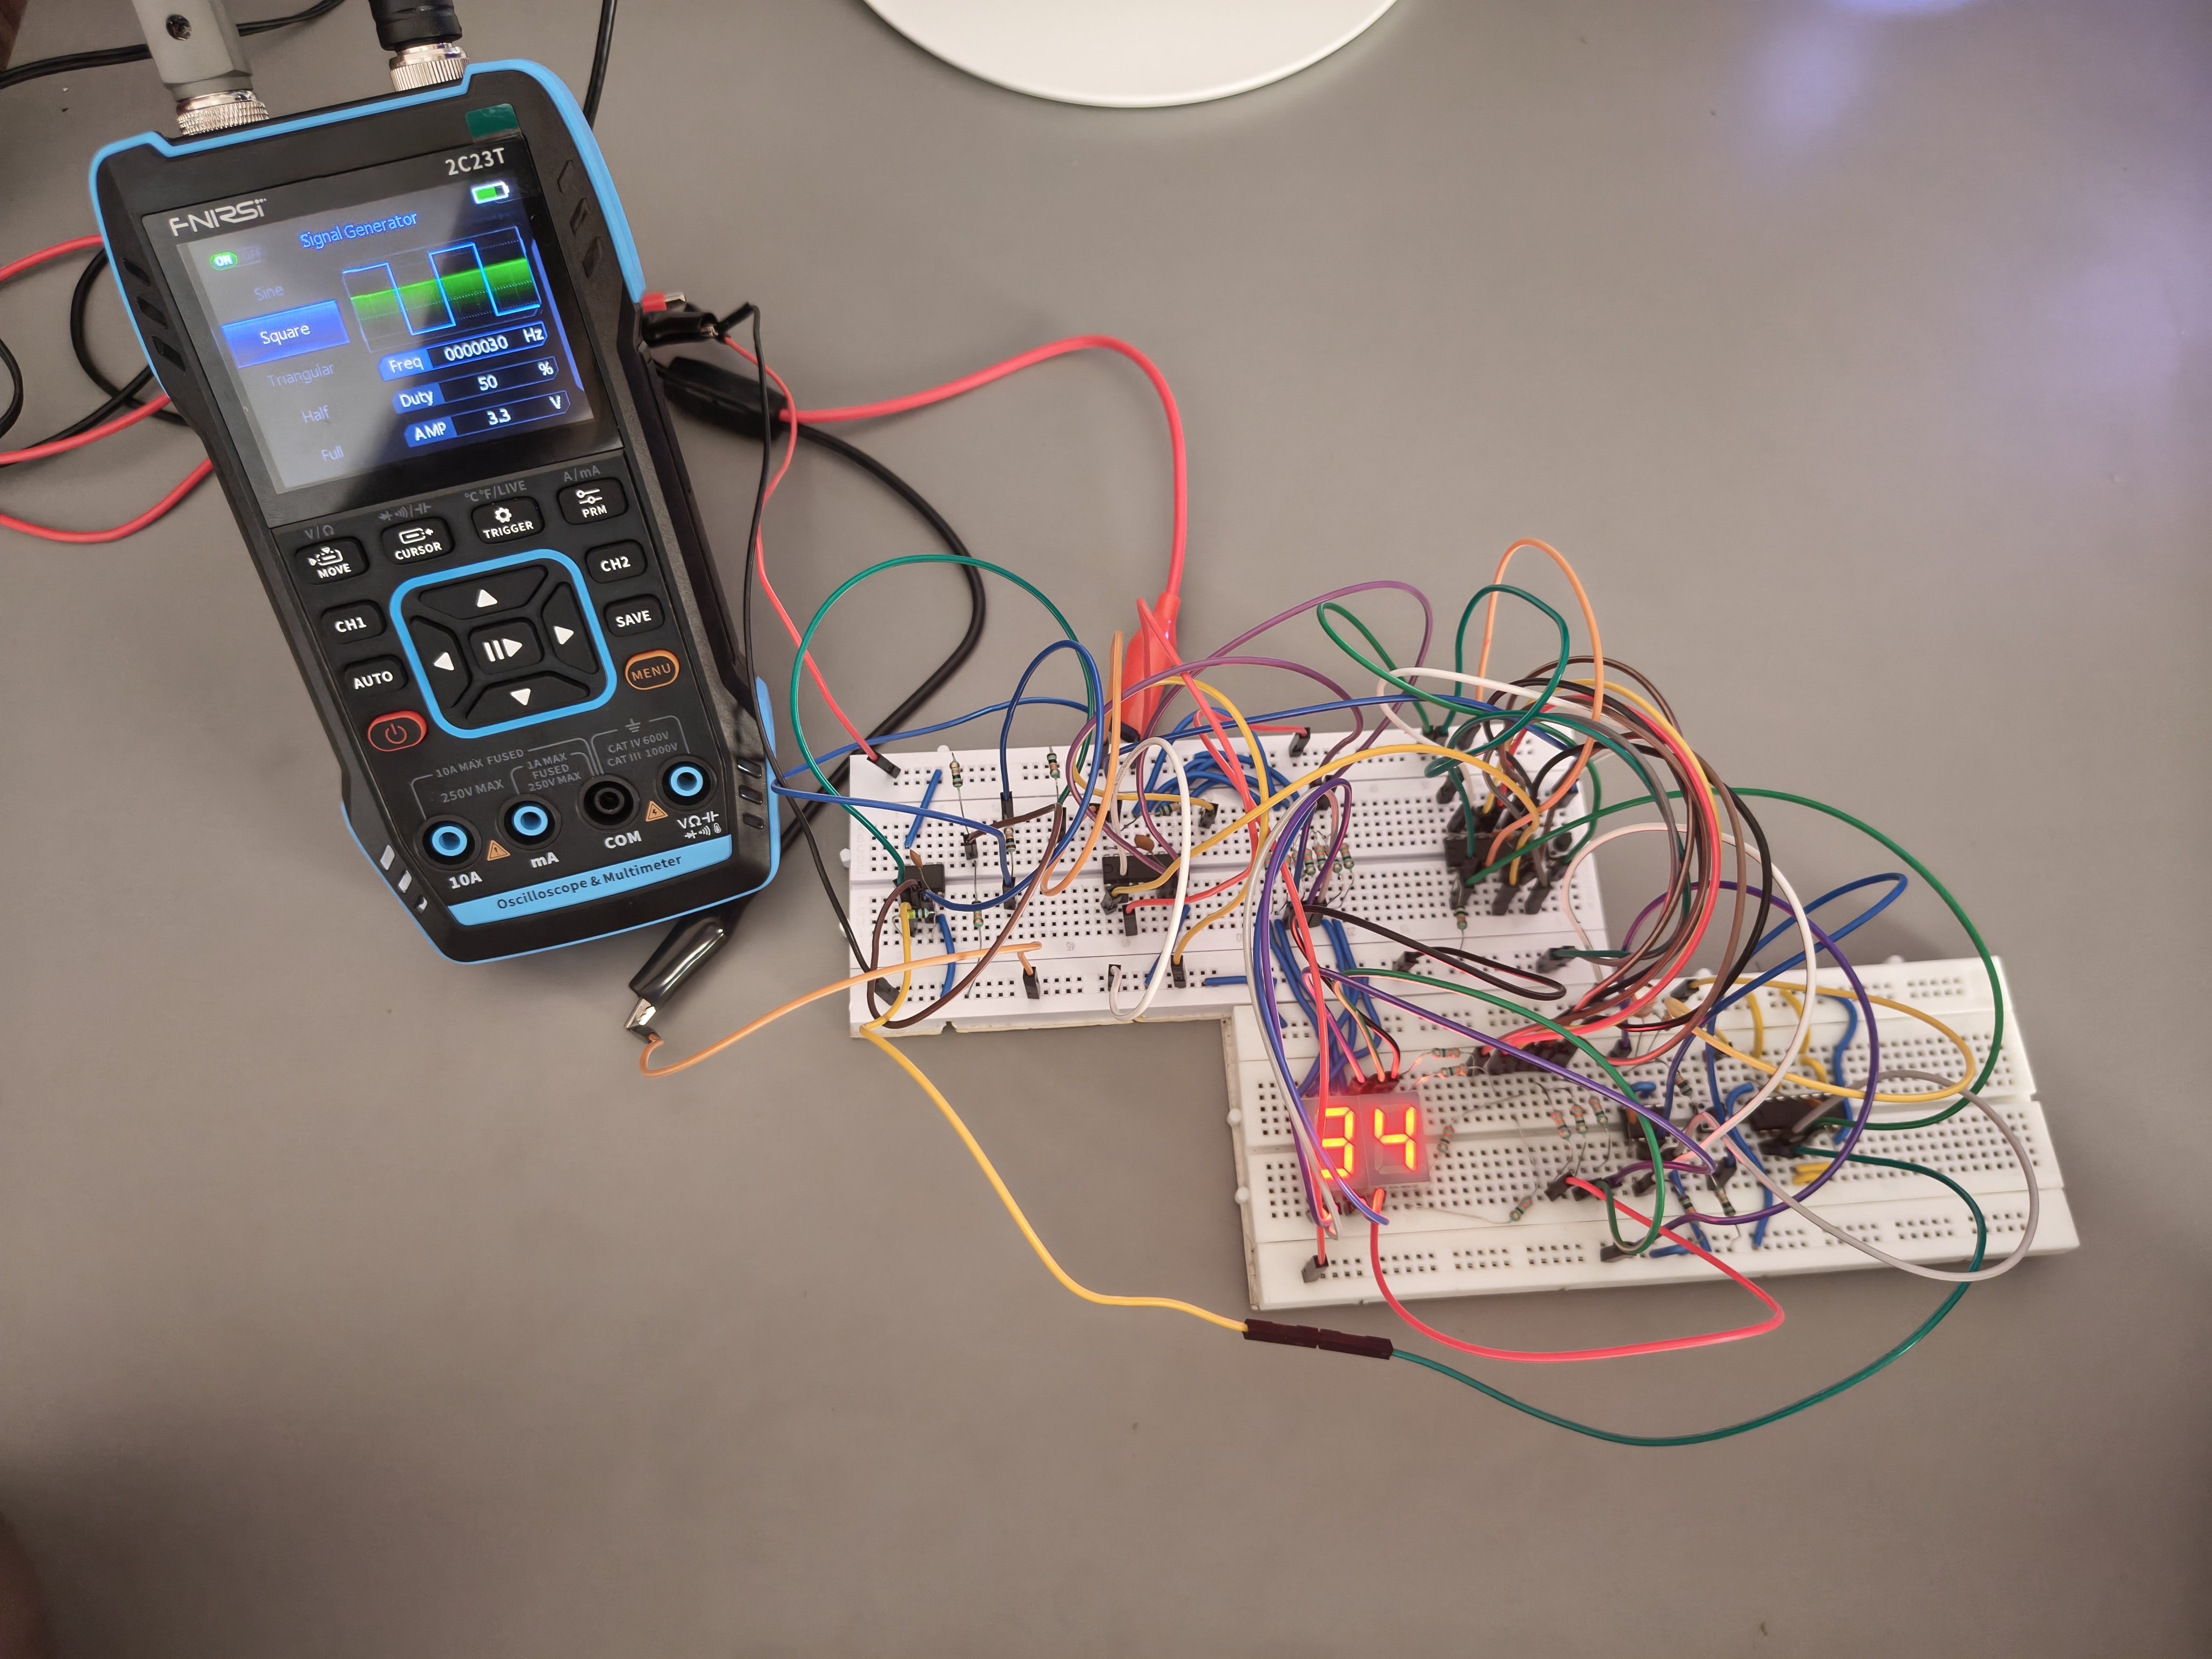 2C23T
FNIRSI
Signal Generator
ON OFF
Sine
Square
Triangular
Half
Full
Freq 0000030 Hz
Duty 50 %
AMP 3.3 V
V/Ω
°C°F/LIVE
A/mA
MOVE
CURSOR
TRIGGER
PRM
CH1
CH2
AUTO
SAVE
MENU
10A MAX FUSED
250V MAX
1A MAX
FUSED
250V MAX
CAT IV 600V
CAT III 1000V
10A
mA
COM
VΩ
Oscilloscope & Multimeter
34